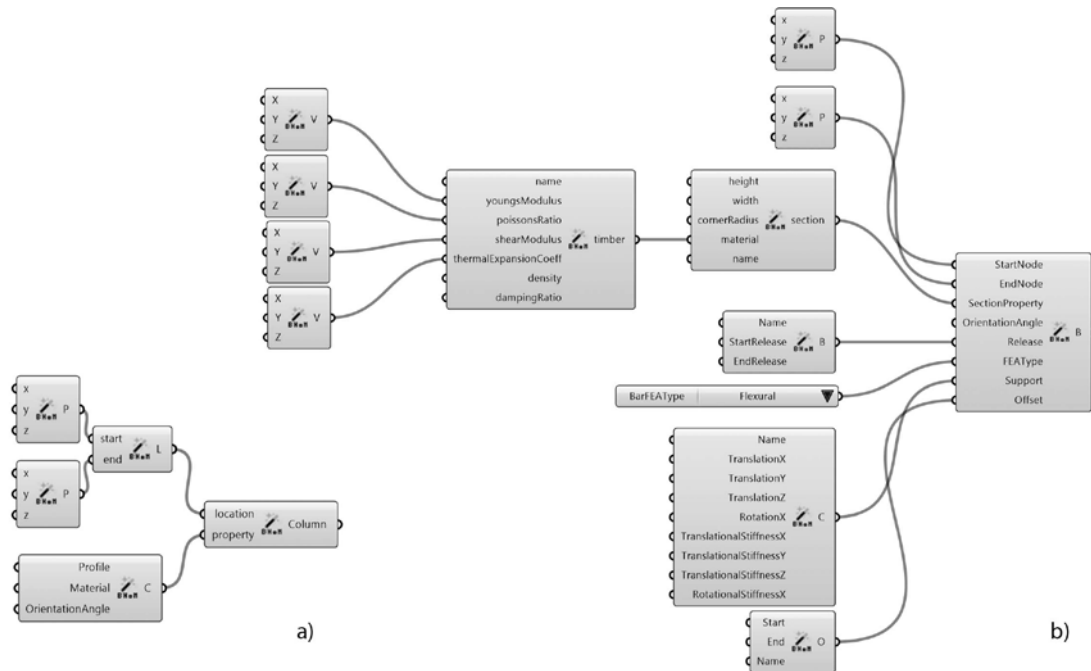 x
y P
z
x
y P
z
X
Y V
Z
X
Y V
Z
X
Y V
Z
X
Y V
Z
name
youngsModulus
poissonsRatio
shearModulus timber
thermalExpansionCoeff
density
dampingRatio
height
width
cornerRadius section
material
name
StartNode
EndNode
SectionProperty
OrientationAngle B
Release
FEAType
Support
Offset
Name
StartRelease B
EndRelease
BarFEAType Flexural
Name
TranslationX
TranslationY
TranslationZ
RotationX C
TranslationalStiffnessX
TranslationalStiffnessY
TranslationalStiffnessZ
RotationalStiffnessX
Start
End O
Name
x
y P
z
x
y P
z
start
end L
location
property Column
Profile
Material C
OrientationAngle
a)
b)